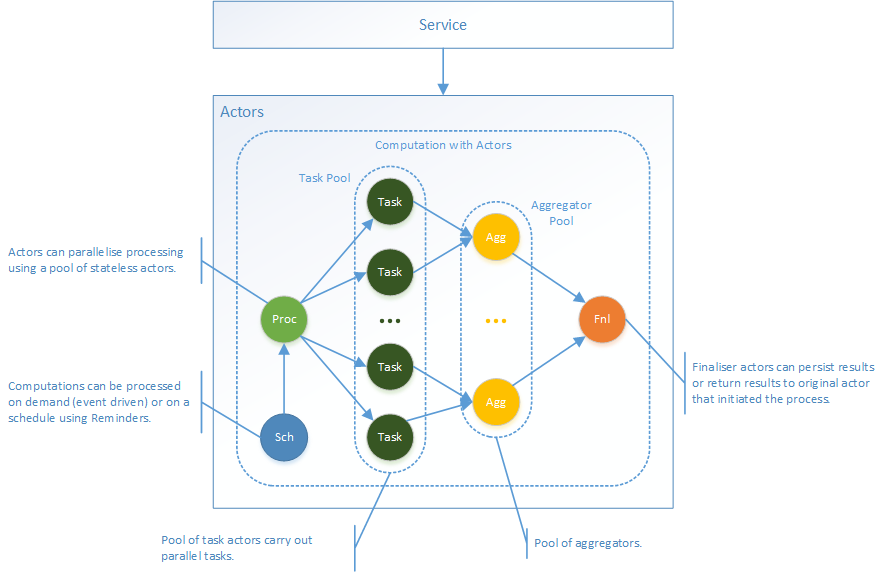 Service
Actors
Computation with Actors
Task Pool
Task
Aggregator
Pool
Agg
Actors can parallelise processing
using a pool of stateless actors.
Task
Proc
Fnl
Task
Finaliser actors can persist results
or return results to original actor
that initiated the process.
Computations can be processed
on demand (event driven) or on a
schedule using Reminders.
Agg
Sch
Task
Pool of task actors carry out
parallel tasks.
Pool of aggregators.